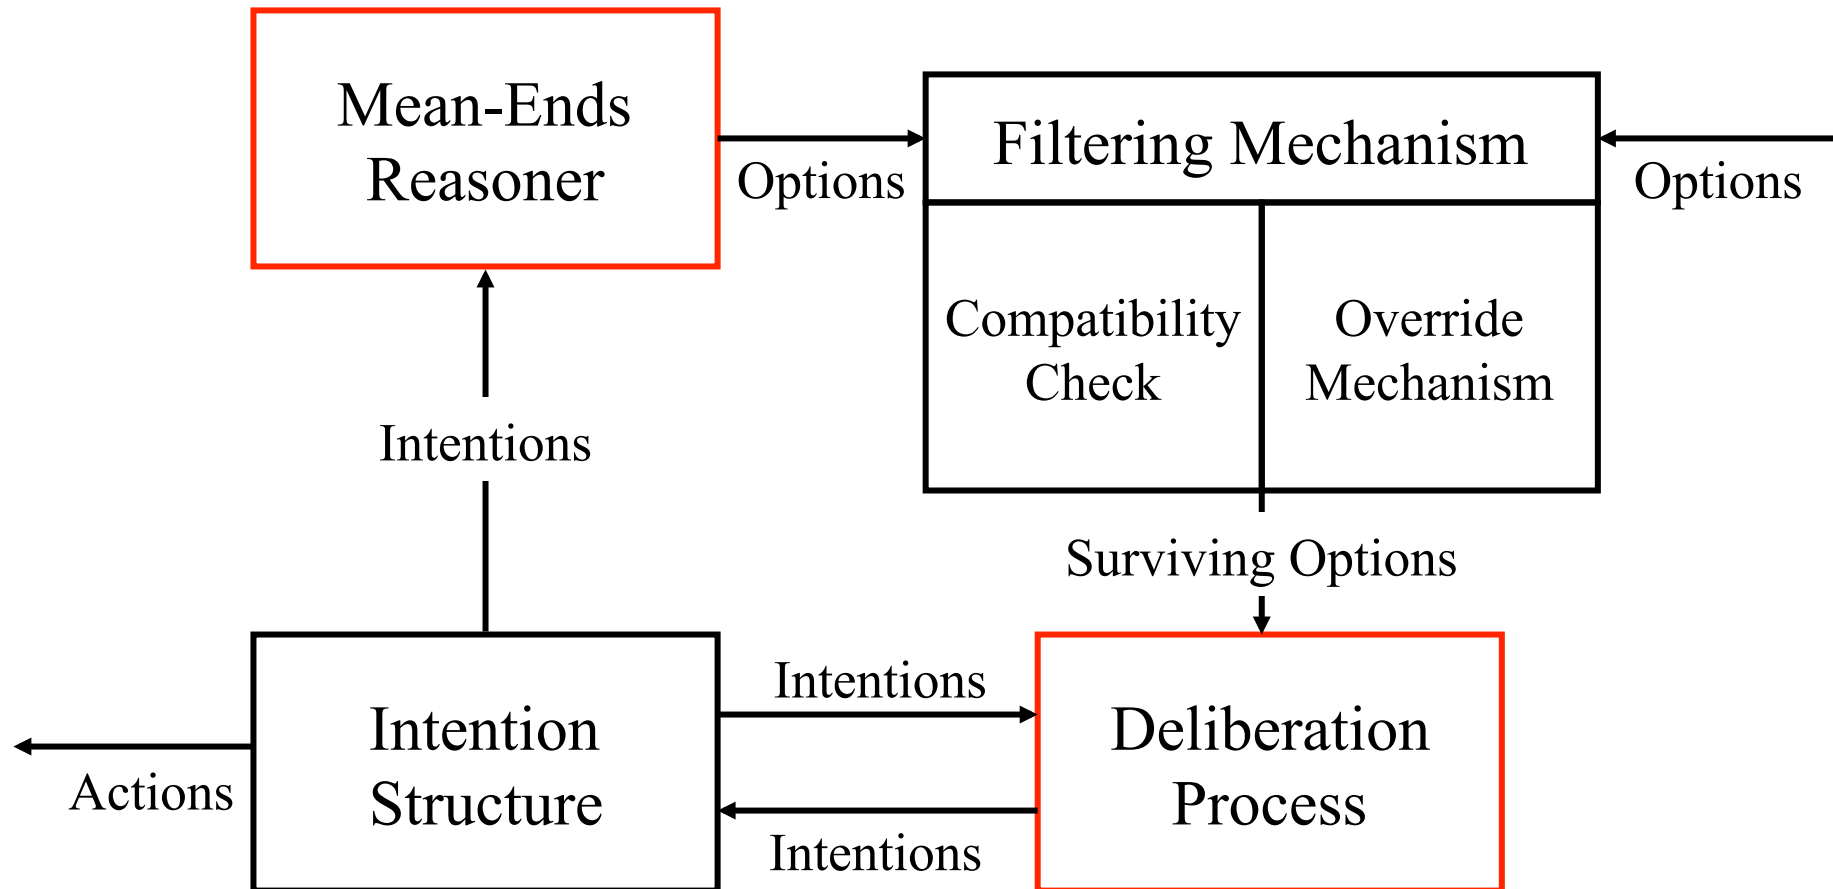 Mean-Ends
Reasoner
Options
Filtering Mechanism
Options
Compatibility
Check
Override
Mechanism
Intentions
Surviving Options
Intention
Structure
Intentions
Intentions
Deliberation
Process
Actions